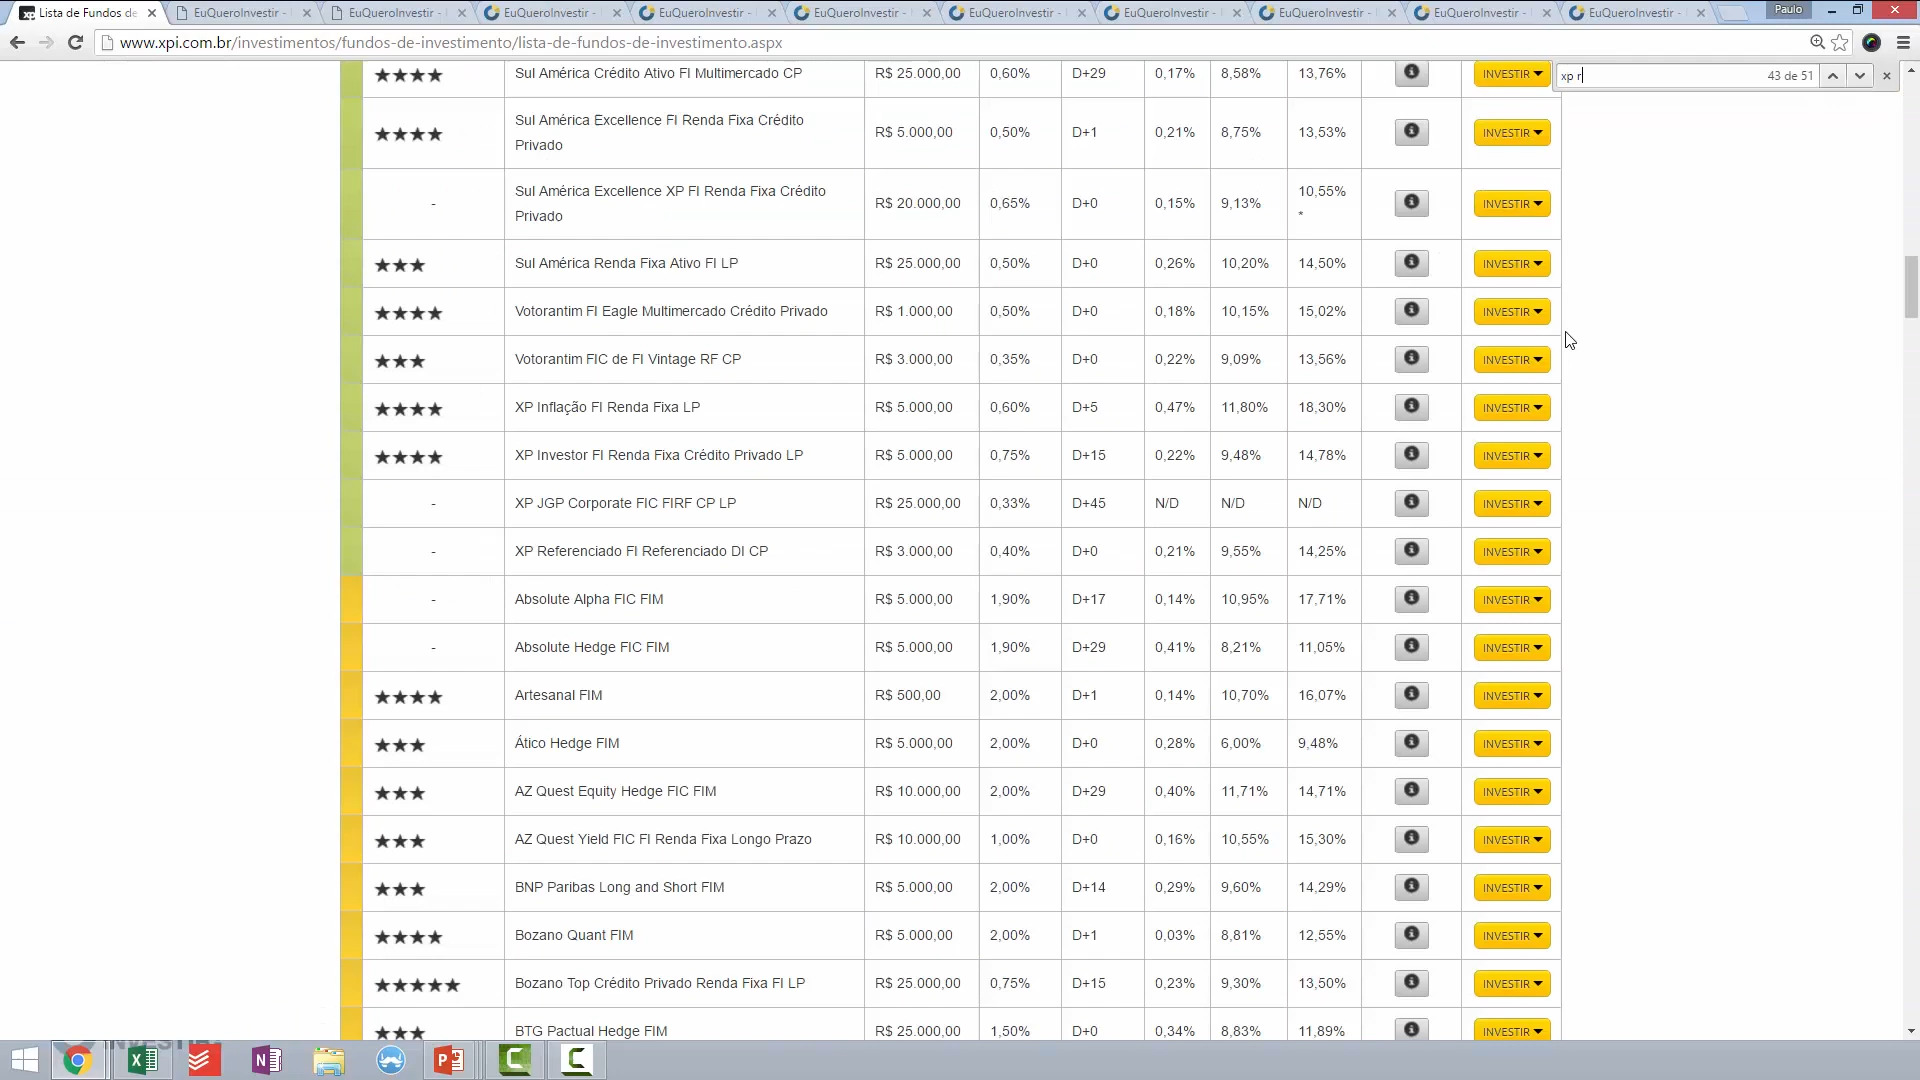 Lista de Fundos de
EuQueroInvestir -
EuQueroInvestir -
EuQueroInvestir -
EuQueroInvestir -
EuQueroInvestir -
EuQueroInvestir -
EuQueroInvestir -
EuQueroInvestir -
EuQueroInvestir -
EuQueroInvestir -
Paulo
www.xpi.com.br/investimentos/fundos-de-investimento/lista-de-fundos-de-investimento.aspx
xp r 43 de 51
Sul América Crédito Ativo FI Multimercado CP R$ 25.000,00 0,60% D+29 0,17% 8,58% 13,76% INVESTIR
Sul América Excellence FI Renda Fixa Crédito
Privado R$ 5.000,00 0,50% D+1 0,21% 8,75% 13,53% INVESTIR
- Sul América Excellence XP FI Renda Fixa Crédito
Privado R$ 20.000,00 0,65% D+0 0,15% 9,13% 10,55%
* INVESTIR
Sul América Renda Fixa Ativo FI LP R$ 25.000,00 0,50% D+0 0,26% 10,20% 14,50% INVESTIR
Votorantim FI Eagle Multimercado Crédito Privado R$ 1.000,00 0,50% D+0 0,18% 10,15% 15,02% INVESTIR
Votorantim FIC de FI Vintage RF CP R$ 3.000,00 0,35% D+0 0,22% 9,09% 13,56% INVESTIR
XP Inflação FI Renda Fixa LP R$ 5.000,00 0,60% D+5 0,47% 11,80% 18,30% INVESTIR
XP Investor FI Renda Fixa Crédito Privado LP R$ 5.000,00 0,75% D+15 0,22% 9,48% 14,78% INVESTIR
- XP JGP Corporate FIC FIRF CP LP R$ 25.000,00 0,33% D+45 N/D N/D N/D INVESTIR
- XP Referenciado FI Referenciado DI CP R$ 3.000,00 0,40% D+0 0,21% 9,55% 14,25% INVESTIR
- Absolute Alpha FIC FIM R$ 5.000,00 1,90% D+17 0,14% 10,95% 17,71% INVESTIR
- Absolute Hedge FIC FIM R$ 5.000,00 1,90% D+29 0,41% 8,21% 11,05% INVESTIR
Artesanal FIM R$ 500,00 2,00% D+1 0,14% 10,70% 16,07% INVESTIR
Ático Hedge FIM R$ 5.000,00 2,00% D+0 0,28% 6,00% 9,48% INVESTIR
AZ Quest Equity Hedge FIC FIM R$ 10.000,00 2,00% D+29 0,40% 11,71% 14,71% INVESTIR
AZ Quest Yield FIC FI Renda Fixa Longo Prazo R$ 10.000,00 1,00% D+0 0,16% 10,55% 15,30% INVESTIR
BNP Paribas Long and Short FIM R$ 5.000,00 2,00% D+14 0,29% 9,60% 14,29% INVESTIR
Bozano Quant FIM R$ 5.000,00 2,00% D+1 0,03% 8,81% 12,55% INVESTIR
Bozano Top Crédito Privado Renda Fixa FI LP R$ 25.000,00 0,75% D+15 0,23% 9,30% 13,50% INVESTIR
BTG Pactual Hedge FIM R$ 25.000,00 1,50% D+0 0,34% 8,83% 11,89% INVESTIR